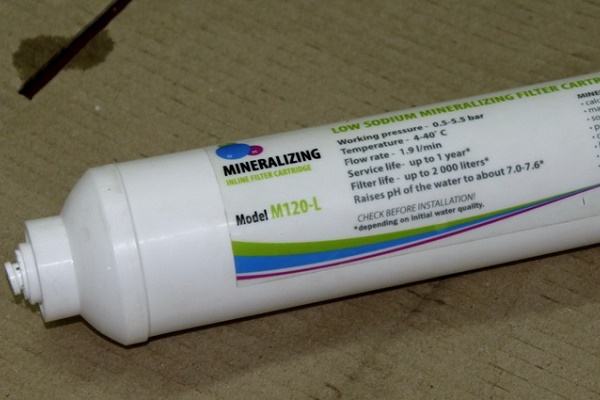 MINERALIZING
INLINE FILTER CARTRIDGE
Model M120-L
LOW SODIUM MINERALIZING FILTER CARTR
Working pressure - 0.5-5.5 bar
Temperature - 4-40° C
Flow rate - 1.9 l/min
Service life- up to 1 year*
Filter life - up to 2 000 liters*
Raises pH of the water to about 7.0-7.6*
CHECK BEFORE INSTALLATION!
*depending on initial water quality.
MINE
• calc